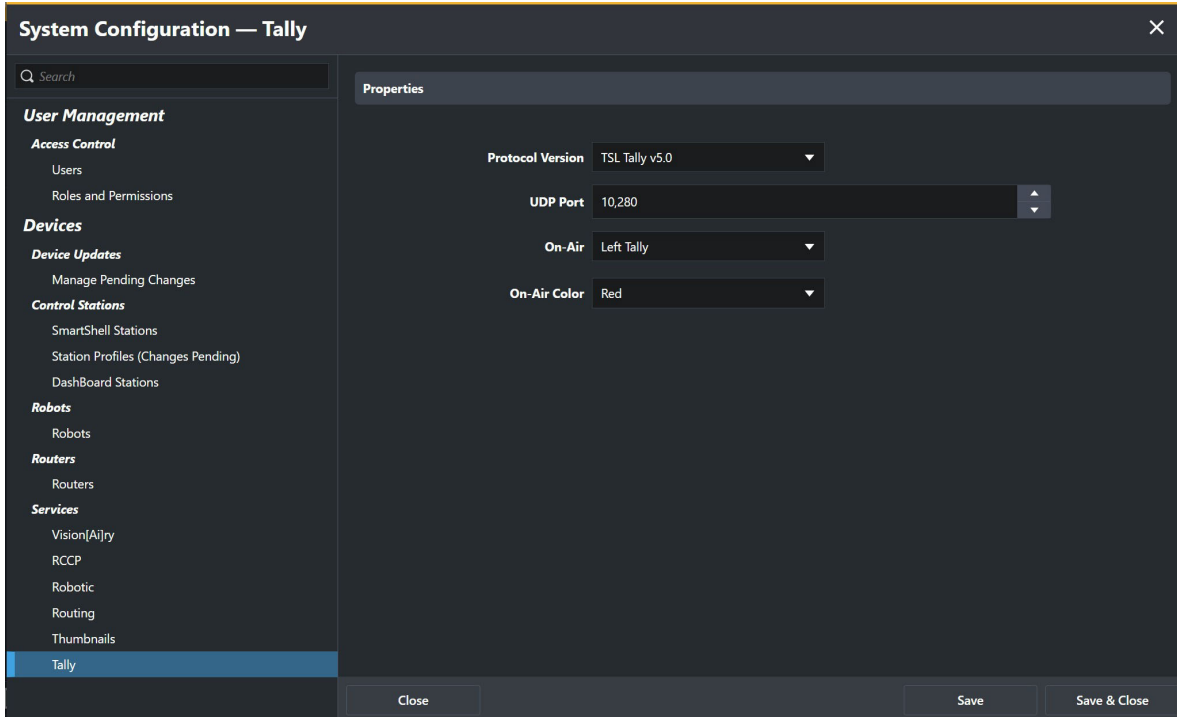 System Configuration — Tally
Search
User Management
Access Control
Users
Roles and Permissions
Devices
Device Updates
Manage Pending Changes
Control Stations
SmartShell Stations
Station Profiles (Changes Pending)
DashBoard Stations
Robots
Robots
Routers
Routers
Services
Vision[Ai]ry
RCCP
Robotic
Routing
Thumbnails
Tally
Properties
Protocol Version TSL Tally v5.0
UDP Port 10,280
On-Air Left Tally
On-Air Color Red
Close Save Save & Close